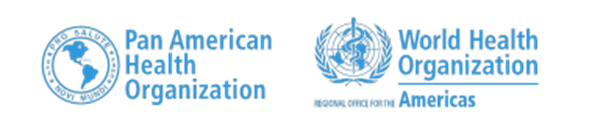 PRO SALUTE
NOVI MUNDI
Pan American
Health
Organization
World Health
Organization
REGIONAL OFFICE FOR THE Americas